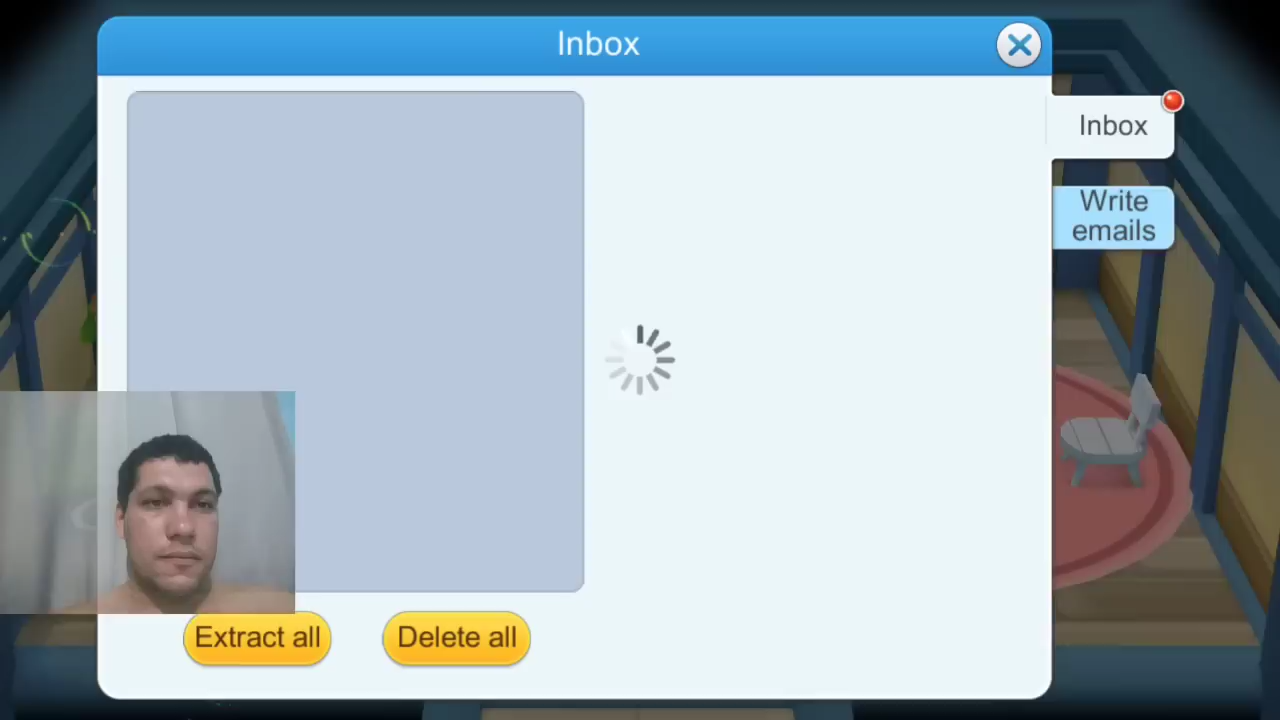 Inbox
Inbox
Write
emails
Extract all
Delete all